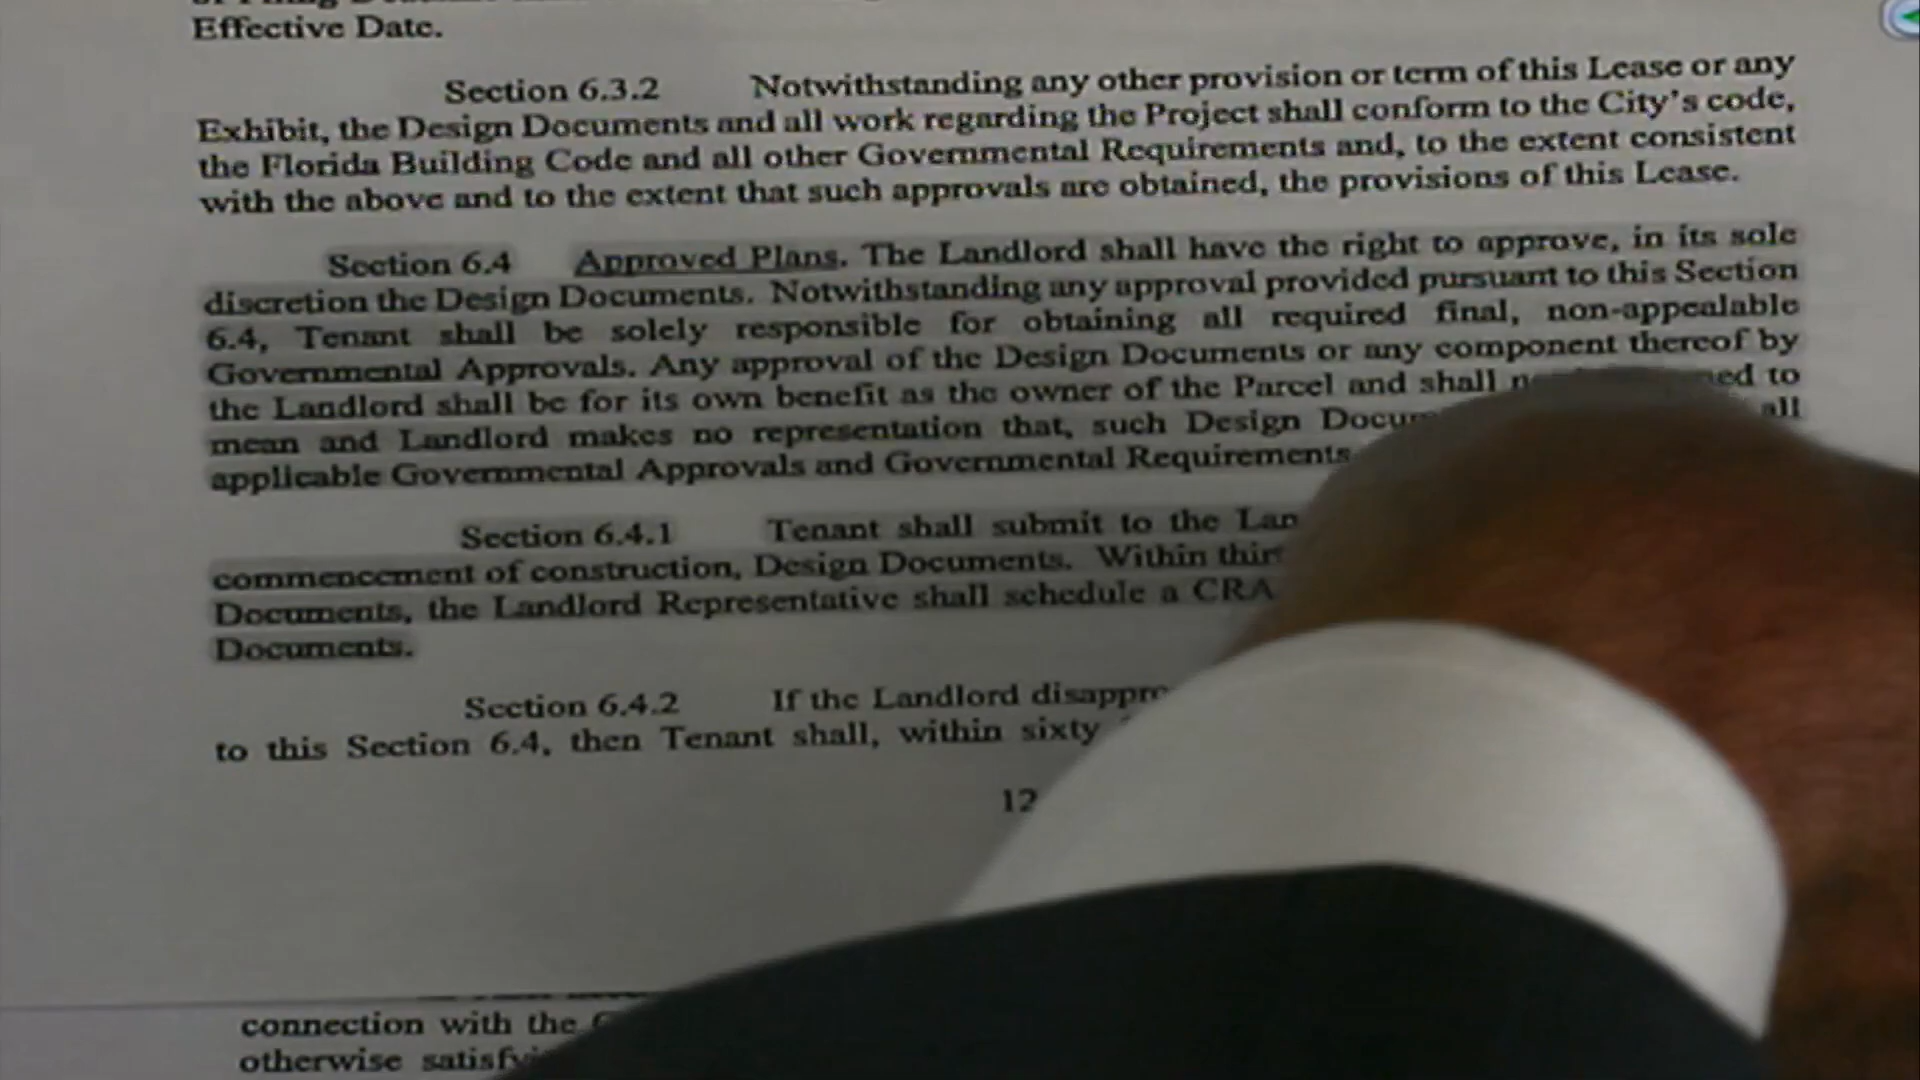 Effective Date.
Section 6.3.2 Notwithstanding any other provision or term of this Lease or any
Exhibit, the Design Documents and all work regarding the Project shall conform to the City's code,
the Florida Building Code and all other Governmental Requirements and, to the extent consistent
with the above and to the extent that such approvals are obtained, the provisions of this Lease.
Section 6.4 Approved Plans. The Landlord shall have the right to approve, in its sole
discretion the Design Documents. Notwithstanding any approval provided pursuant to this Section
6.4, Tenant shall be solely responsible for obtaining all required final, non-appealable
Governmental Approvals. Any approval of the Design Documents or any component thereof by
the Landlord shall be for its own benefit as the owner of the Parcel and shall to
mean and Landlord makes no representation that, such Design all
applicable Governmental Approvals and Governmental Requirements
Section 6.4.1 Tenant shall submit to the
commencement of construction, Design Documents. Within
Documents, the Landlord Representative shall schedule a CRA
Documents.
Section 6.4.2 If the Landlord
to this Section 6.4, then Tenant shall, within sixty
12
connection with the
otherwise